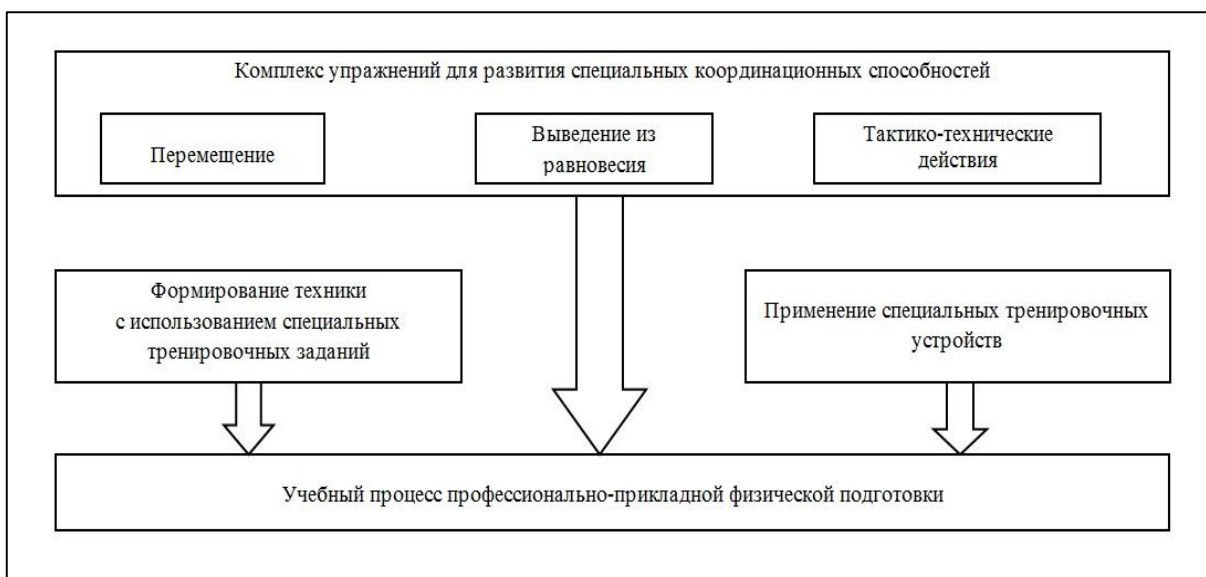 Комплекс упражнений для развития специальных координационных способностей
Перемещение
Выведение из
равновесия
Тактико-технические
действия
Формирование техники
с использованием специальных
тренировочных заданий
Применение специальных тренировочных
устройств
Учебный процесс профессионально-прикладной физической подготовки